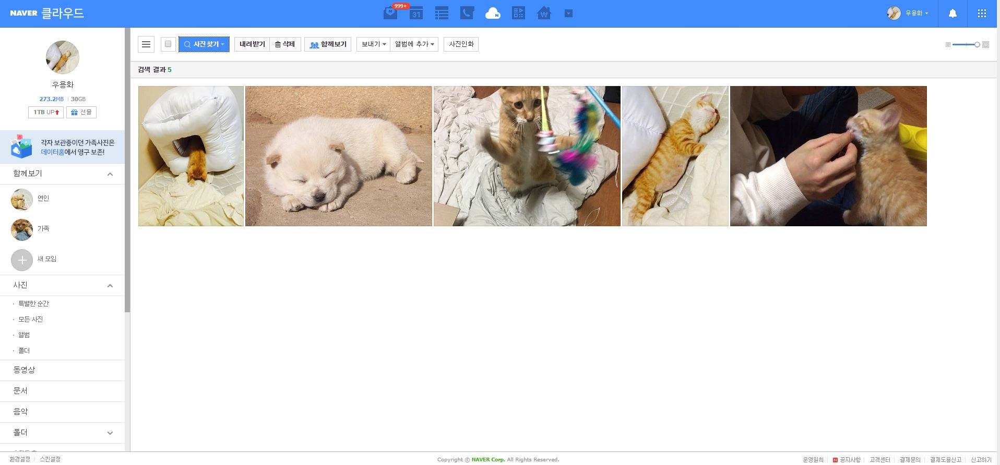 NAVER 클라우드
999+
31
N
W
우용화
우용화
273.2MB | 30GB
1TB UP
선물
각자 보관중이던 가족사진은
데이터홈에서 영구 보존!
함께보기
연인
가족
새 모임
사진
특별한 순간
모든 사진
앨범
폴더
동영상
문서
음악
폴더
환경설정 | 스킨설정
사진 찾기
내려받기
삭제
함께보기
보내기
앨범에 추가
사진인화
검색 결과 5
Copyright © NAVER Corp. All Rights Reserved.
운영원칙 | N 공지사항 | 고객센터 | 결제문의 | 결제도용신고 | 신고하기